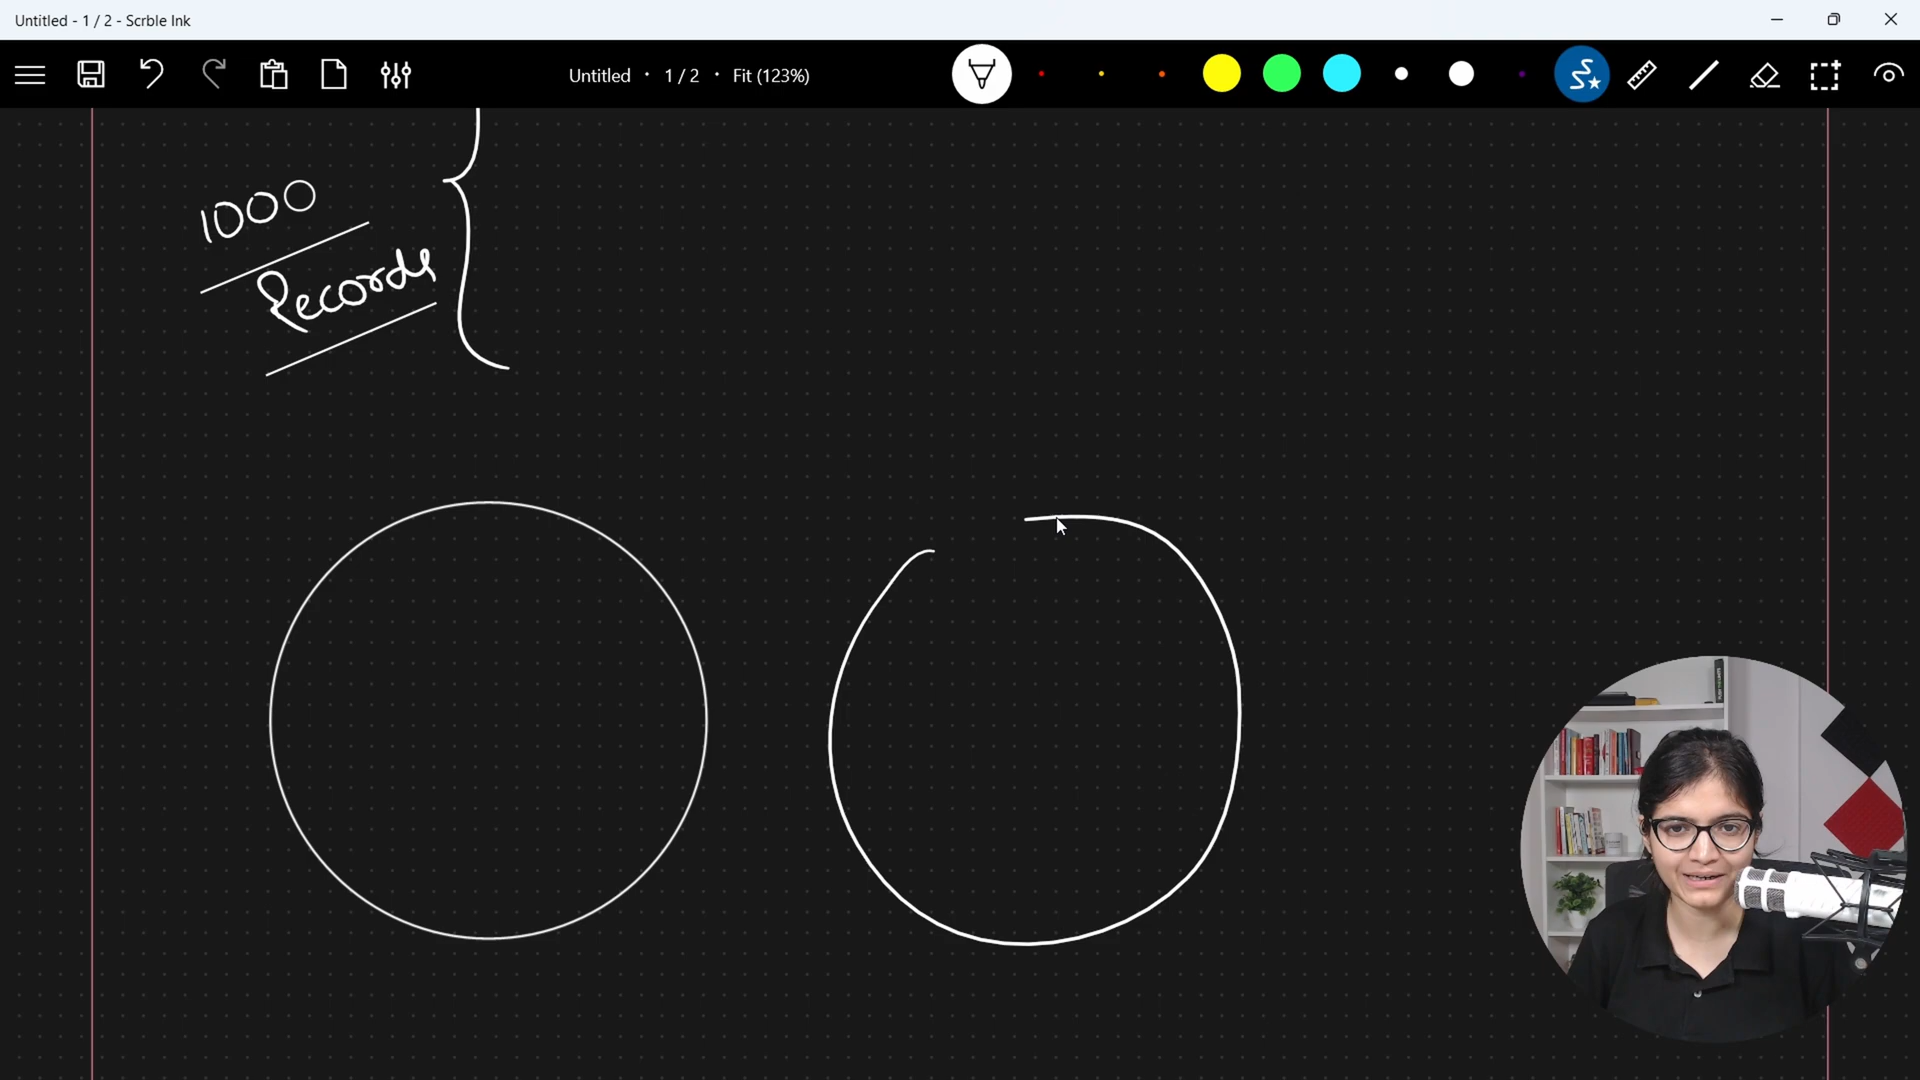 Untitled - 1 / 2 - Scrble Ink
Untitled · 1 / 2 · Fit (123%)
1000
Records